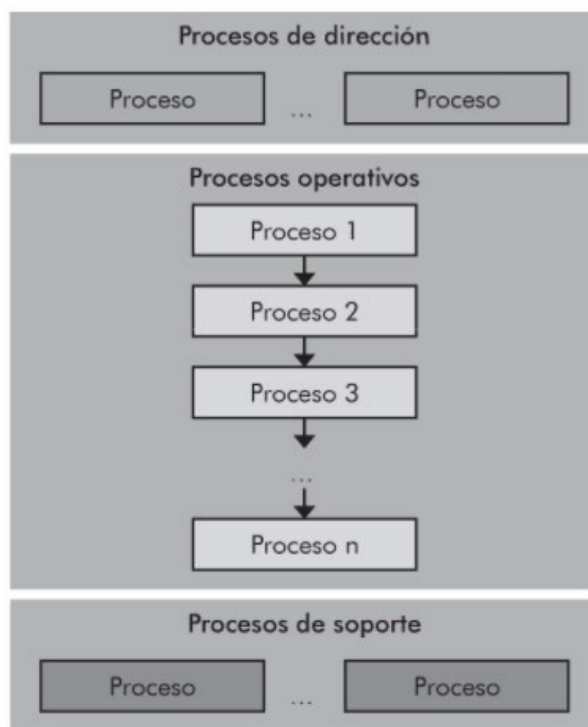 Procesos de dirección
Proceso ... Proceso
Procesos operativos
Proceso 1
Proceso 2
Proceso 3
...
Proceso n
Procesos de soporte
Proceso ... Proceso